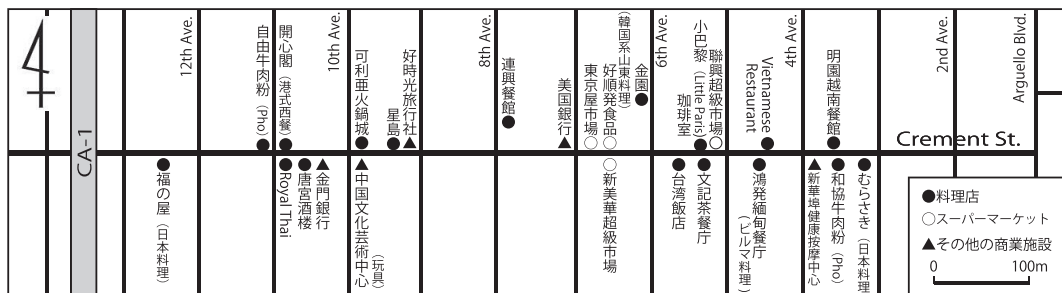 4
CA-1
12th Ave.
自由牛肉粉（Pho）
開心閣（港式西餐）
10th Ave.
可利亜火鍋城
星島
好時光旅行社
8th Ave.
連興餐館
美国銀行
東京屋市場
好順発食品
（韓国系山東料理）
金園
6th Ave.
珈琲室
小巴黎（Little Paris）
聯興超級市場
Vietnamese
Restaurant
4th Ave.
明園越南餐館
2nd Ave.
Arguello Blvd.
Crement St.
福の屋（日本料理）
Royal Thai
唐宮酒楼
金門銀行
中国文化芸術中心
（玩具）
新美華超級市場
台湾飯店
文記茶餐庁
鴻発緬甸餐庁
（ビルマ料理）
新華埠健康按摩中心
和協牛肉粉（Pho）
むらさき（日本料理
●料理店
○スーパーマーケット
▲その他の商業施設
0 100m